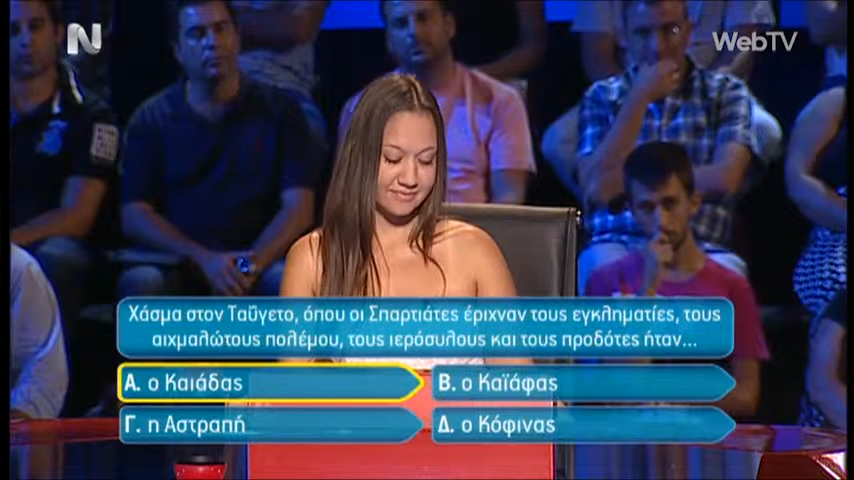 N
WebTV
Χάσμα στον Ταΰγετο, όπου οι Σπαρτιάτες έριχναν τους εγκληματίες, τους
αιχμαλώτους πολέμου, τους ιερόσυλους και τους προδότες ήταν...
Α. ο Καιάδας
Β. ο Καϊάφας
Γ. η Αστραπή
Δ. ο Κόφινας